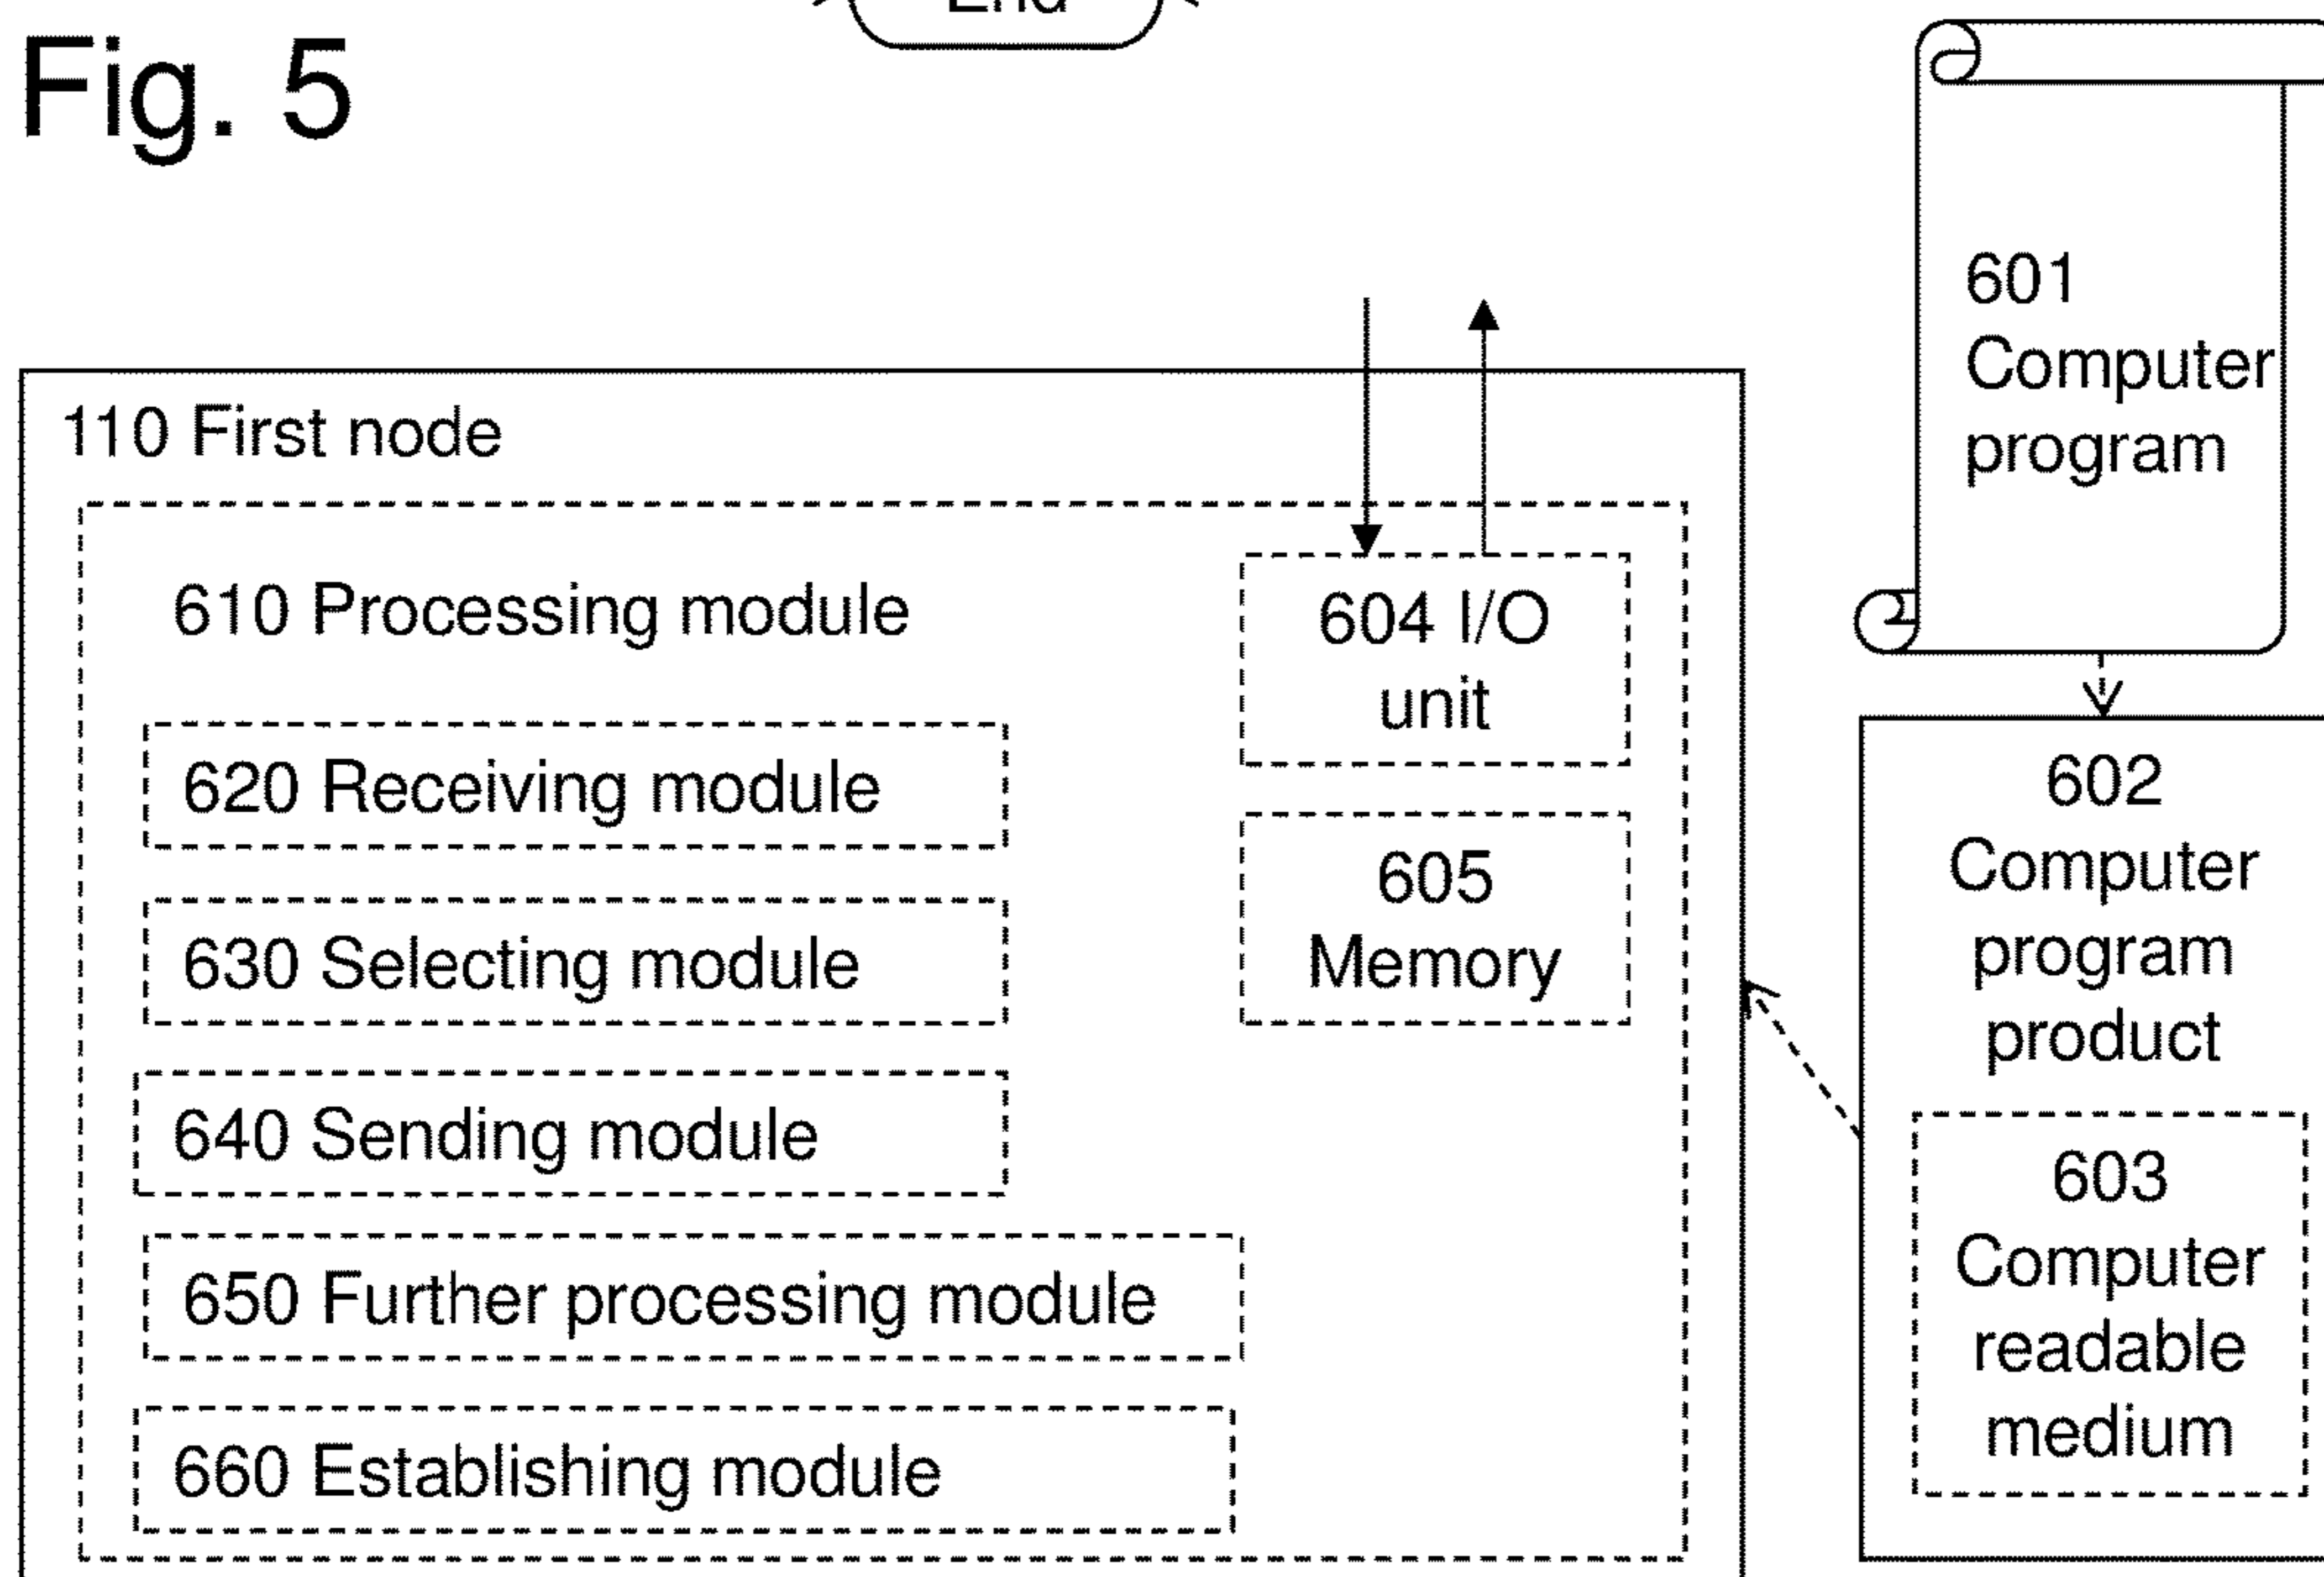 End
Fig. 5
110 First node
610 Processing module
620 Receiving module
630 Selecting module
640 Sending module
650 Further processing module
660 Establishing module
604 I/O
unit
605
Memory
601
Computer
program
602
Computer
program
product
603
Computer
readable
medium